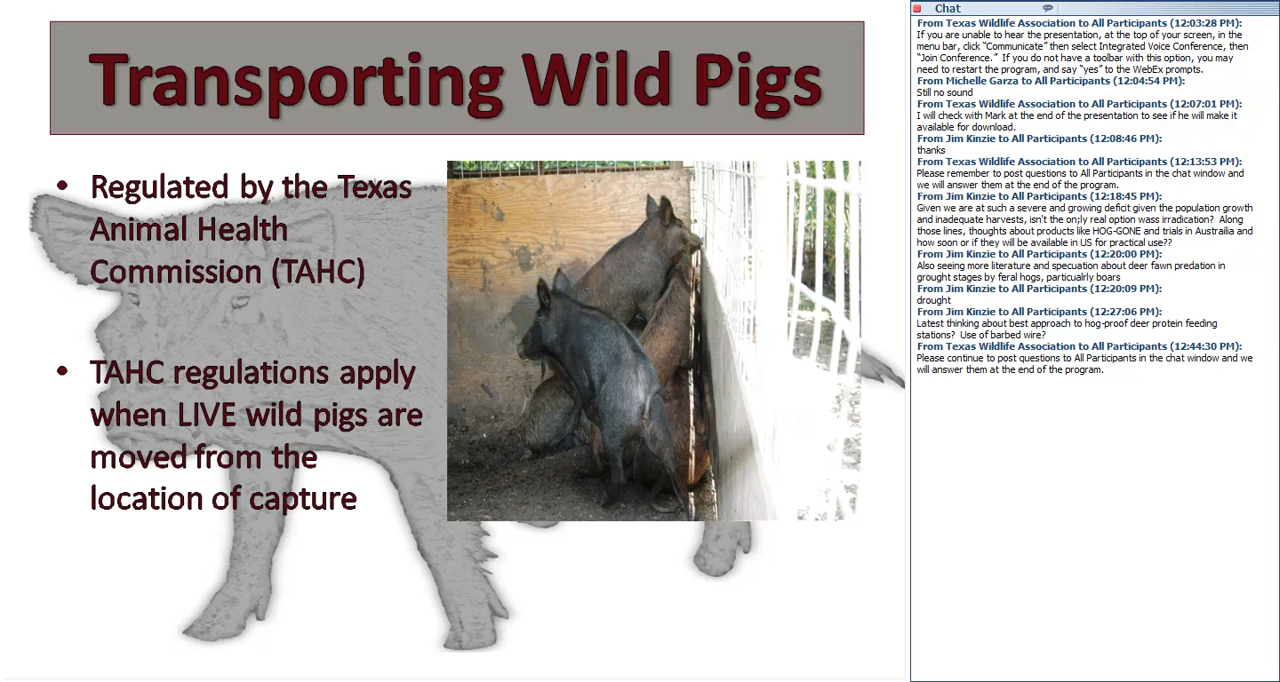 Transporting Wild Pigs
• Regulated by the Texas
Animal Health
Commission (TAHC)
• TAHC regulations apply
when LIVE wild pigs are
moved from the
location of capture
Chat
From Texas Wildlife Association to All Participants (12:03:28 PM):
If you are unable to hear the presentation, at the top of your screen, in the
menu bar, click “Communicate” then select Integrated Voice Conference, then
“Join Conference.”  If you do not have a toolbar with this option, you may
need to restart the program, and say “yes” to the WebEx prompts.
From Michelle Garza to All Participants (12:04:54 PM):
Still no sound
From Texas Wildlife Association to All Participants (12:07:01 PM):
I will check with Mark at the end of the presentation to see if he will make it
available for download.
From Jim Kinzie to All Participants (12:08:46 PM):
thanks
From Texas Wildlife Association to All Participants (12:13:53 PM):
Please remember to post questions to All Participants in the chat window and
we will answer them at the end of the program.
From Jim Kinzie to All Participants (12:18:45 PM):
Given we are at such a severe and growing deficit given the population growth
and inadequate harvests, isn't the on;ly real option wass irradication?  Along
those lines, thoughts about products like HOG-GONE and trials in Austrailia and
how soon or if they will be available in US for practical use??
From Jim Kinzie to All Participants (12:20:00 PM):
Also seeing more literature and specuation about deer fawn predation in
grought stages by feral hogs, particualrly boars
From Jim Kinzie to All Participants (12:20:09 PM):
drought
From Jim Kinzie to All Participants (12:27:06 PM):
Latest thinking about best approach to hog-proof deer protein feeding
stations?  Use of barbed wire?
From Texas Wildlife Association to All Participants (12:44:30 PM):
Please continue to post questions to All Participants in the chat window and we
will answer them at the end of the program.